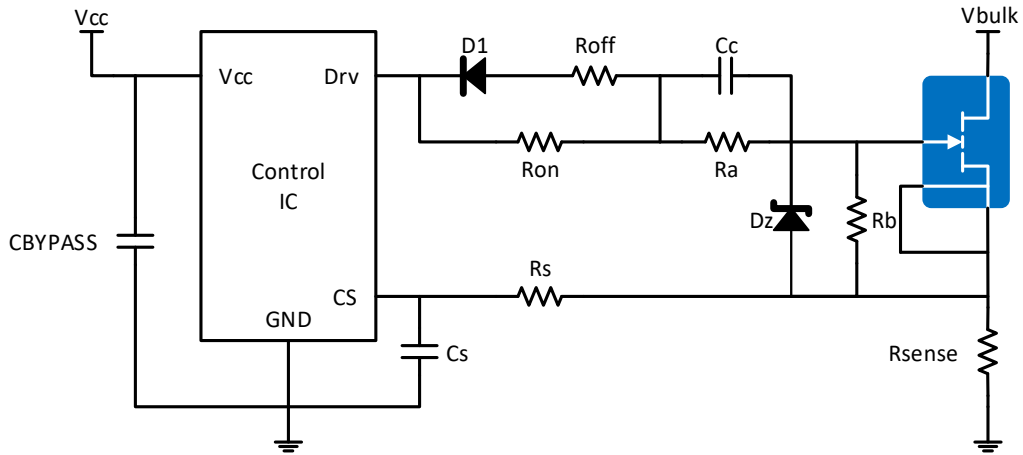 Vcc
Vbulk
D1
Roff
Cc
Vcc
Drv
Control
IC
Ron
Ra
CBYPASS
Dz
Rb
Rs
CS
GND
Cs
Rsense